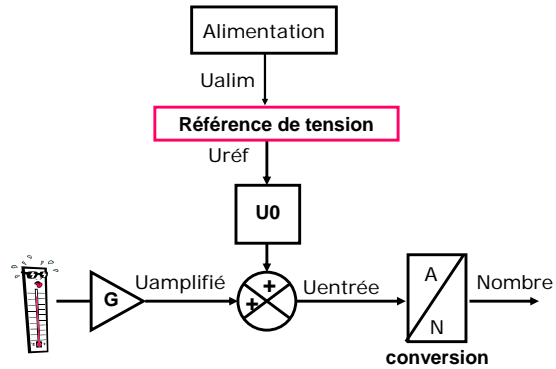 Alimentation
Ualim
Référence de tension
Uréf
U0
G
Uamplifié
+
+
Uentrée
A
N
Nombre
conversion